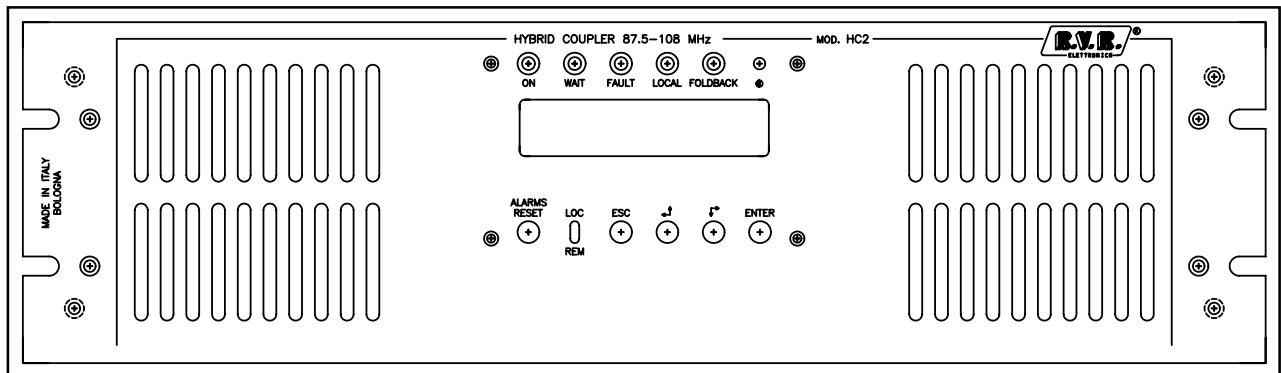 HYBRID COUPLER 87.5-108 MHz
MOD. HC2
R.V.R.
ELETTRONICA
®
ON WAIT FAULT LOCAL FOLDBACK
MADE IN ITALY
BOLOGNA
ALARMS
RESET
LOC
REM
ESC
ENTER